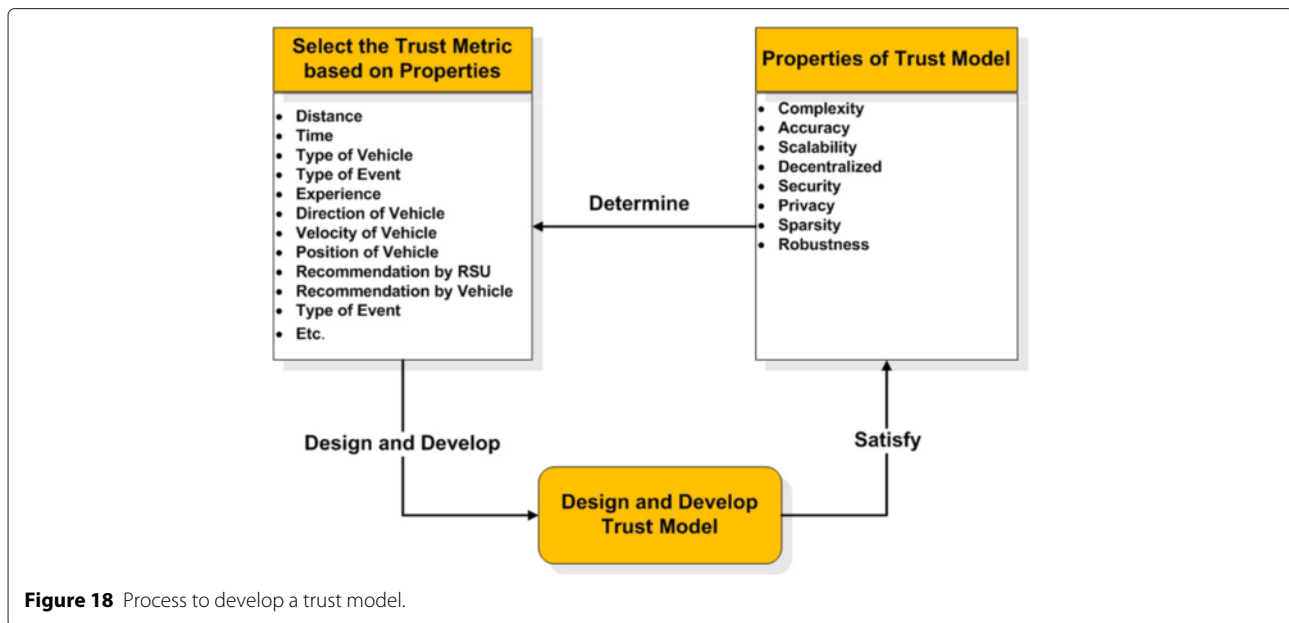 Select the Trust Metric
based on Properties
• Distance
• Time
• Type of Vehicle
• Type of Event
• Experience
• Direction of Vehicle
• Velocity of Vehicle
• Position of Vehicle
• Recommendation by RSU
• Recommendation by Vehicle
• Type of Event
• Etc.
Properties of Trust Model
• Complexity
• Accuracy
• Scalability
• Decentralized
• Security
• Privacy
• Sparsity
• Robustness
Determine
Design and Develop
Satisfy
Design and Develop
Trust Model
Figure 18 Process to develop a trust model.